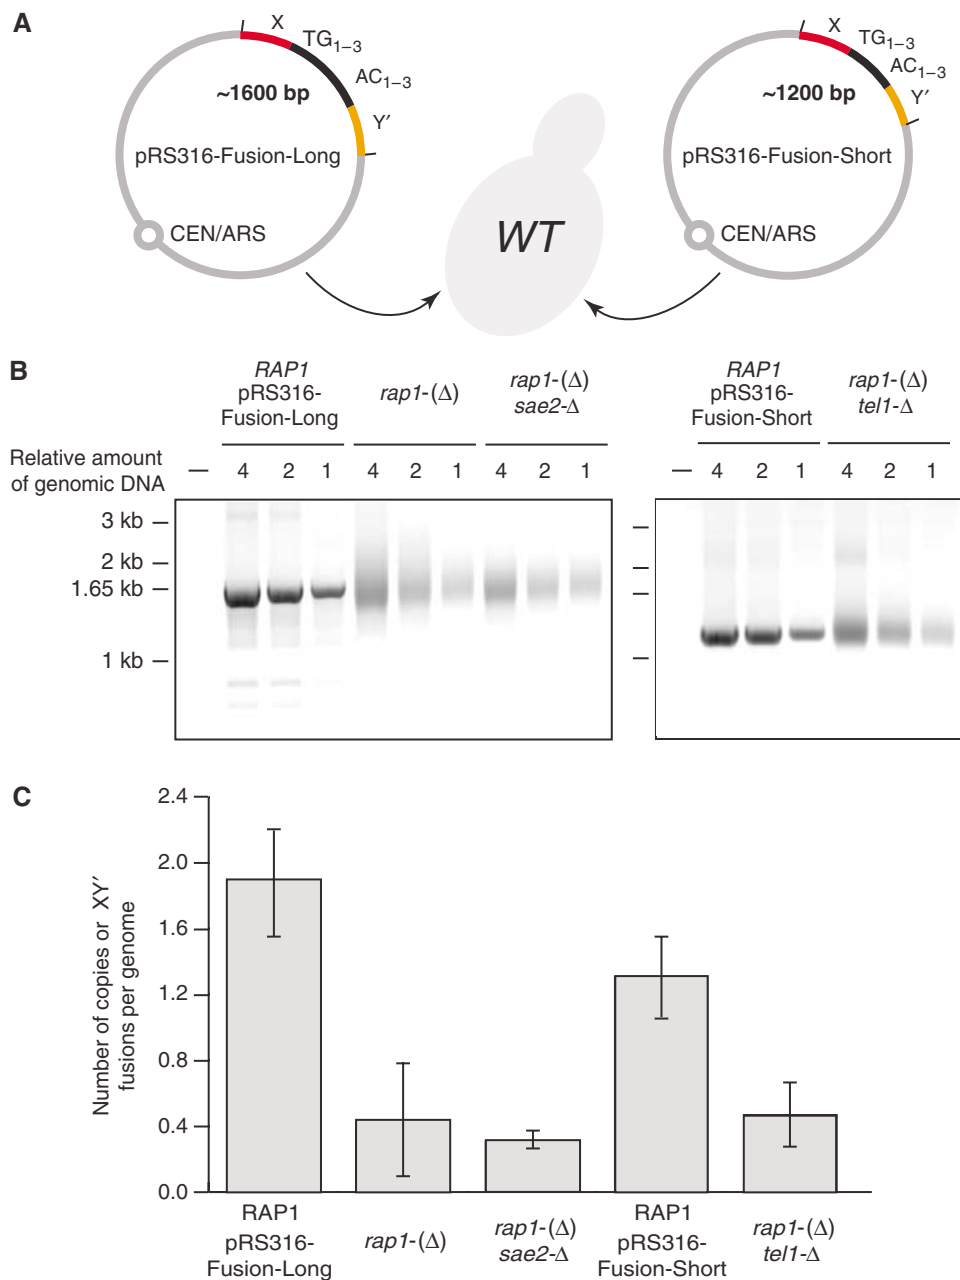 A
X
TG1–3
AC1–3
Y′
~1600 bp
pRS316-Fusion-Long
CEN/ARS
WT
X
TG1–3
AC1–3
Y′
~1200 bp
pRS316-Fusion-Short
CEN/ARS
B
RAP1
pRS316-
Fusion-Long
rap1-(Δ)
rap1-(Δ)
sae2-Δ
RAP1
pRS316-
Fusion-Short
rap1-(Δ)
tel1-Δ
Relative amount
of genomic DNA
— 4 2 1 4 2 1 4 2 1
— 4 2 1 4 2 1
3 kb
2 kb
1.65 kb
1 kb
C
Number of copies or XY′
fusions per genome
2.4
2.0
1.6
1.2
0.8
0.4
0.0
RAP1
pRS316-
Fusion-Long
rap1-(Δ)
rap1-(Δ)
sae2-Δ
RAP1
pRS316-
Fusion-Short
rap1-(Δ)
tel1-Δ